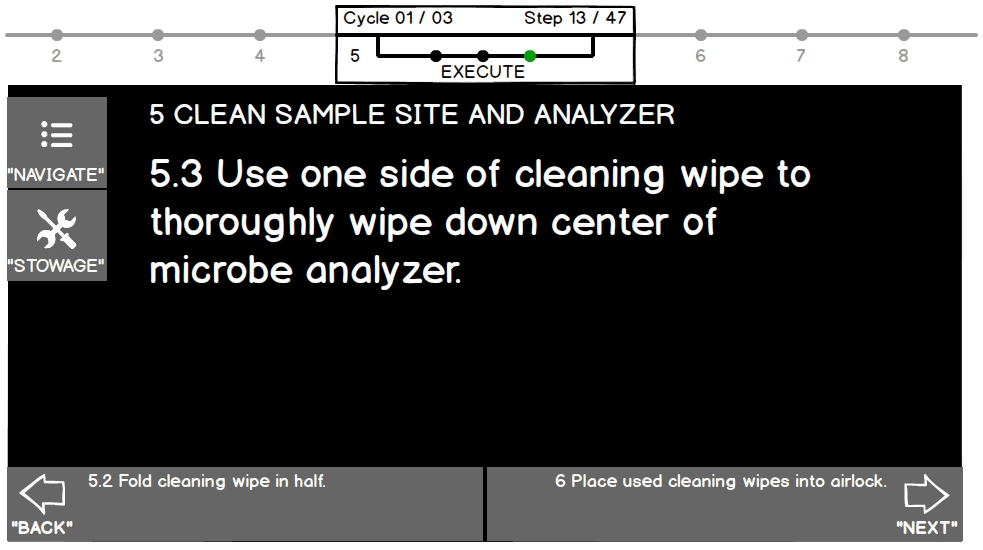 Cycle 01 / 03 Step 13 / 47
2 3 4 5 6 7 8
EXECUTE
5 CLEAN SAMPLE SITE AND ANALYZER
"NAVIGATE"
5.3 Use one side of cleaning wipe to
thoroughly wipe down center of
microbe analyzer.
"STOWAGE"
5.2 Fold cleaning wipe in half.
"BACK"
6 Place used cleaning wipes into airlock.
"NEXT"